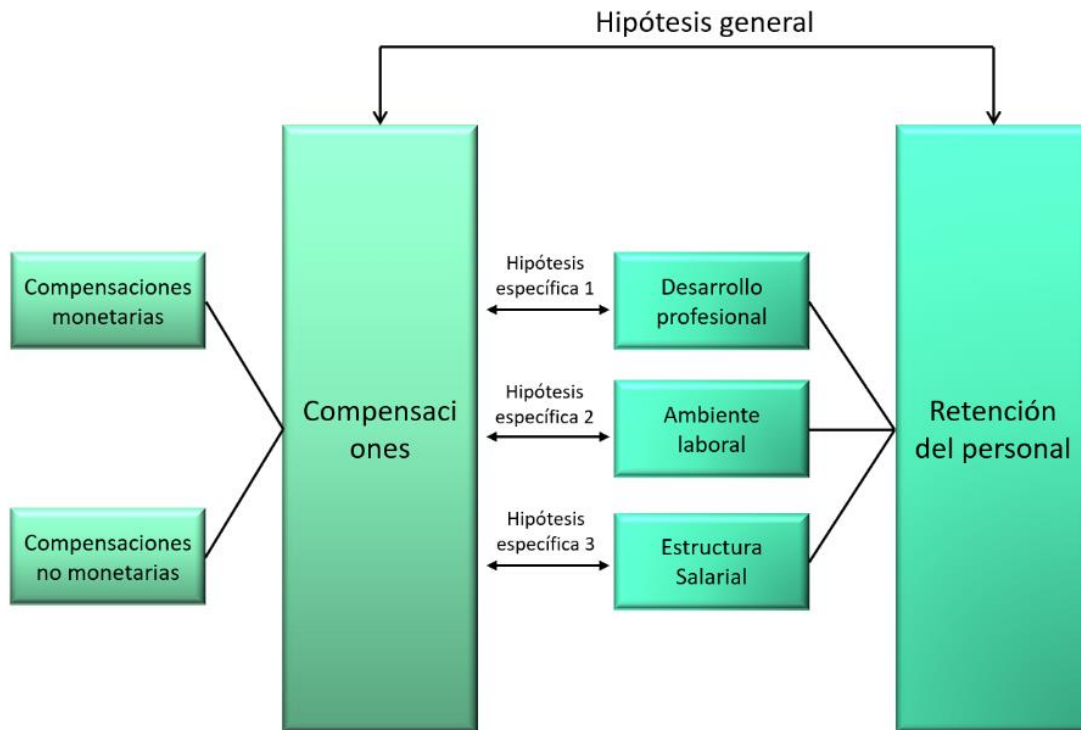 Hipótesis general
Compensaciones
monetarias
Compensaciones
no monetarias
Compensaci
ones
Hipótesis
específica 1
Hipótesis
específica 2
Hipótesis
específica 3
Desarrollo
profesional
Ambiente
laboral
Estructura
Salarial
Retención
del personal